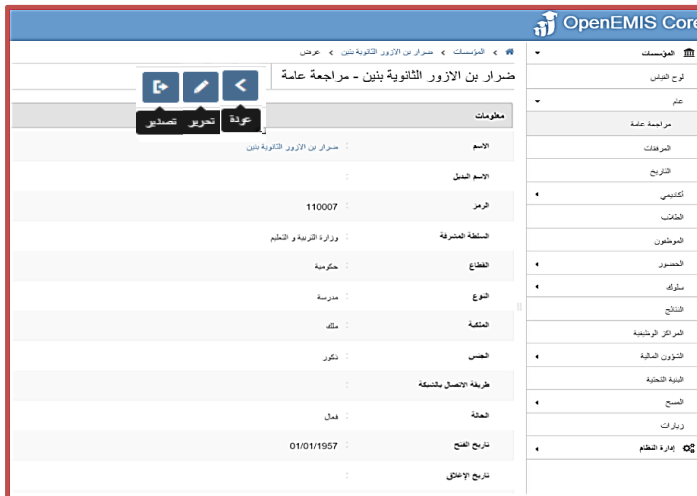 OpenEMIS Core
المؤسسات
لوح القياس
عام
مراجعة عامة
المرفقات
التاريخ
أكاديمي
الطلاب
الموظفون
الحضور
سلوك
النتائج
المراكز الوظيفية
الشؤون المالية
البنية التحتية
المسح
زيارات
إدارة النظام
المؤسسات > ضرار بن الازور الثانوية بنين > عرض
ضرار بن الازور الثانوية بنين - مراجعة عامة
عودة تحرير تصدير
معلومات
الاسم : ضرار بن الازور الثانوية بنين
الاسم البديل :
الرمز : 110007
السلطة المشرفة : وزارة التربية و التعليم
القطاع : حكومية
النوع : مدرسة
الملكية : ملك
الجنس : ذكور
طريقة الاتصال بالشبكة :
الحالة : فعال
تاريخ الفتح : 01/01/1957
تاريخ الإغلاق :